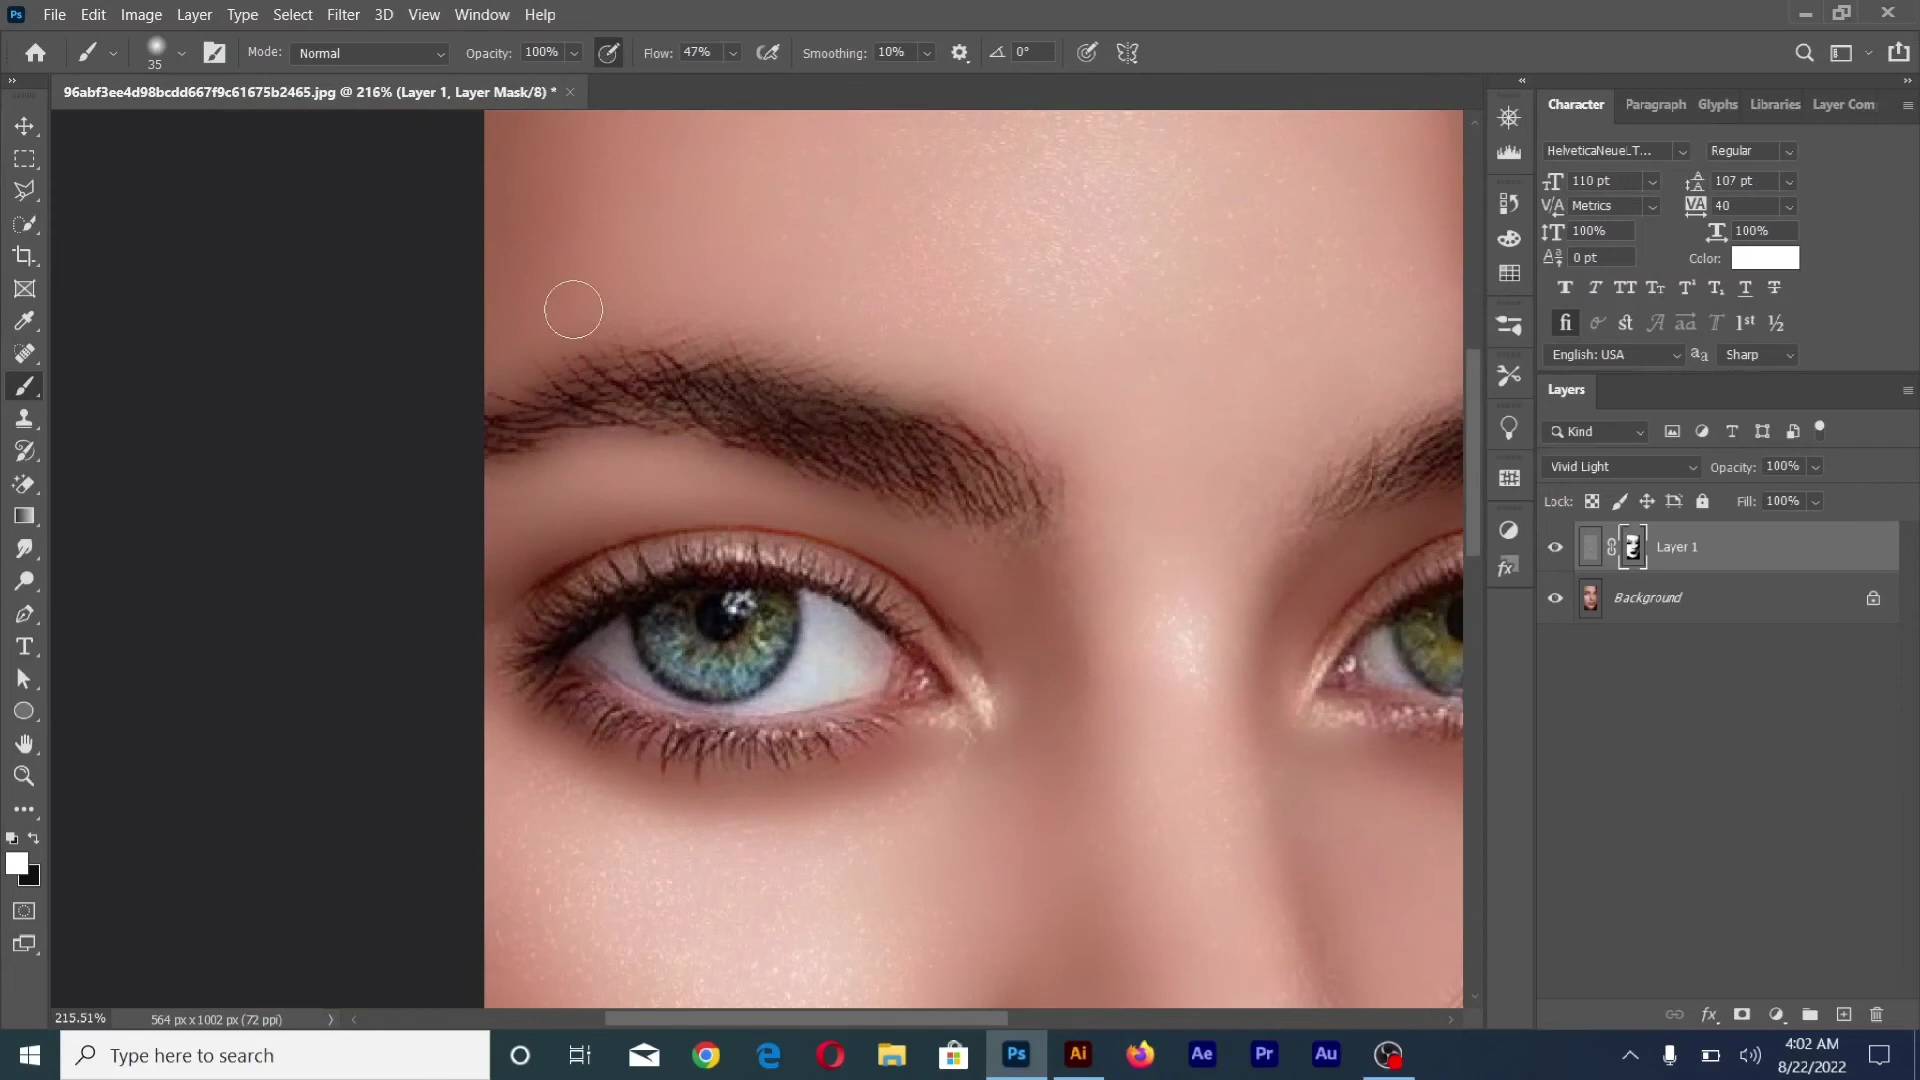 Ps File Edit Image Layer Type Select Filter 3D View Window Help
35 Mode: Normal Opacity: 100% Flow: 47% Smoothing: 10% 0°
96abf3ee4d98bcdd667f9c61675b2465.jpg @ 216% (Layer 1, Layer Mask/8) *
Character Paragraph Glyphs Libraries Layer Com
HelveticaNeueLT... Regular
110 pt 107 pt
Metrics 40
100% 100%
0 pt Color:
English: USA Sharp
Layers
Kind
Vivid Light Opacity: 100%
Lock: Fill: 100%
Layer 1
Background
215.51% 564 px x 1002 px (72 ppi)
Type here to search
Ps Ai Ae Pr Au
4:02 AM
8/22/2022